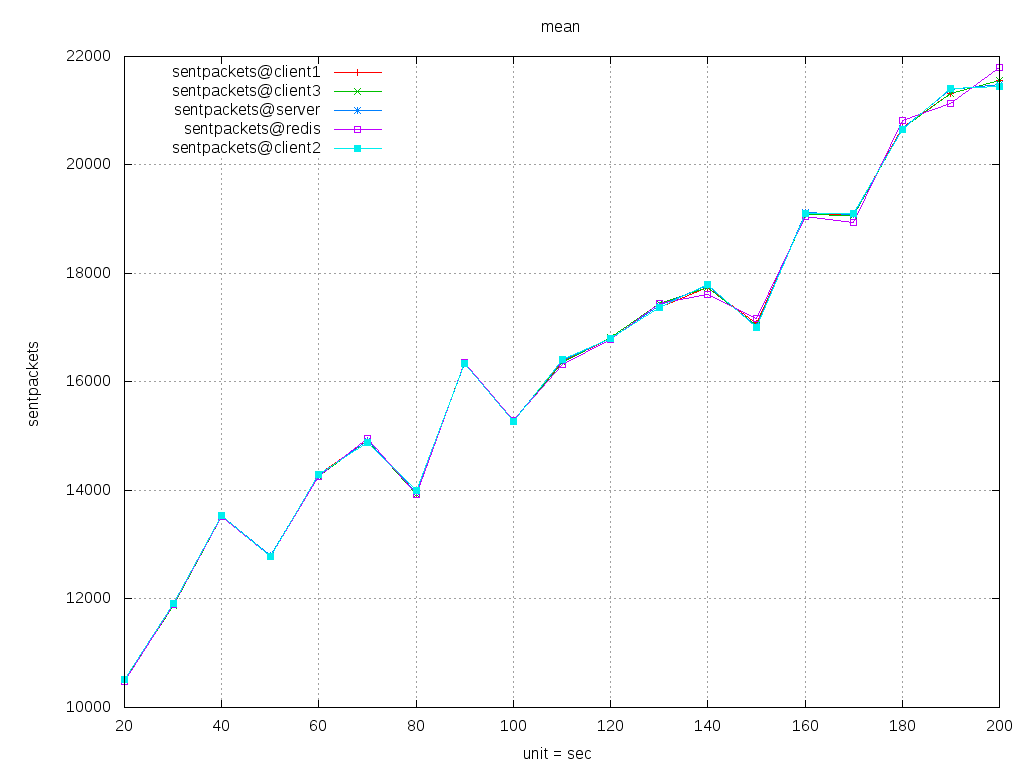 mean
22000
20000
18000
16000
14000
12000
10000
sentpackets
sentpackets@client1
sentpackets@client3
sentpackets@server
sentpackets@redis
sentpackets@client2
20 40 60 80 100 120 140 160 180 200
unit = sec